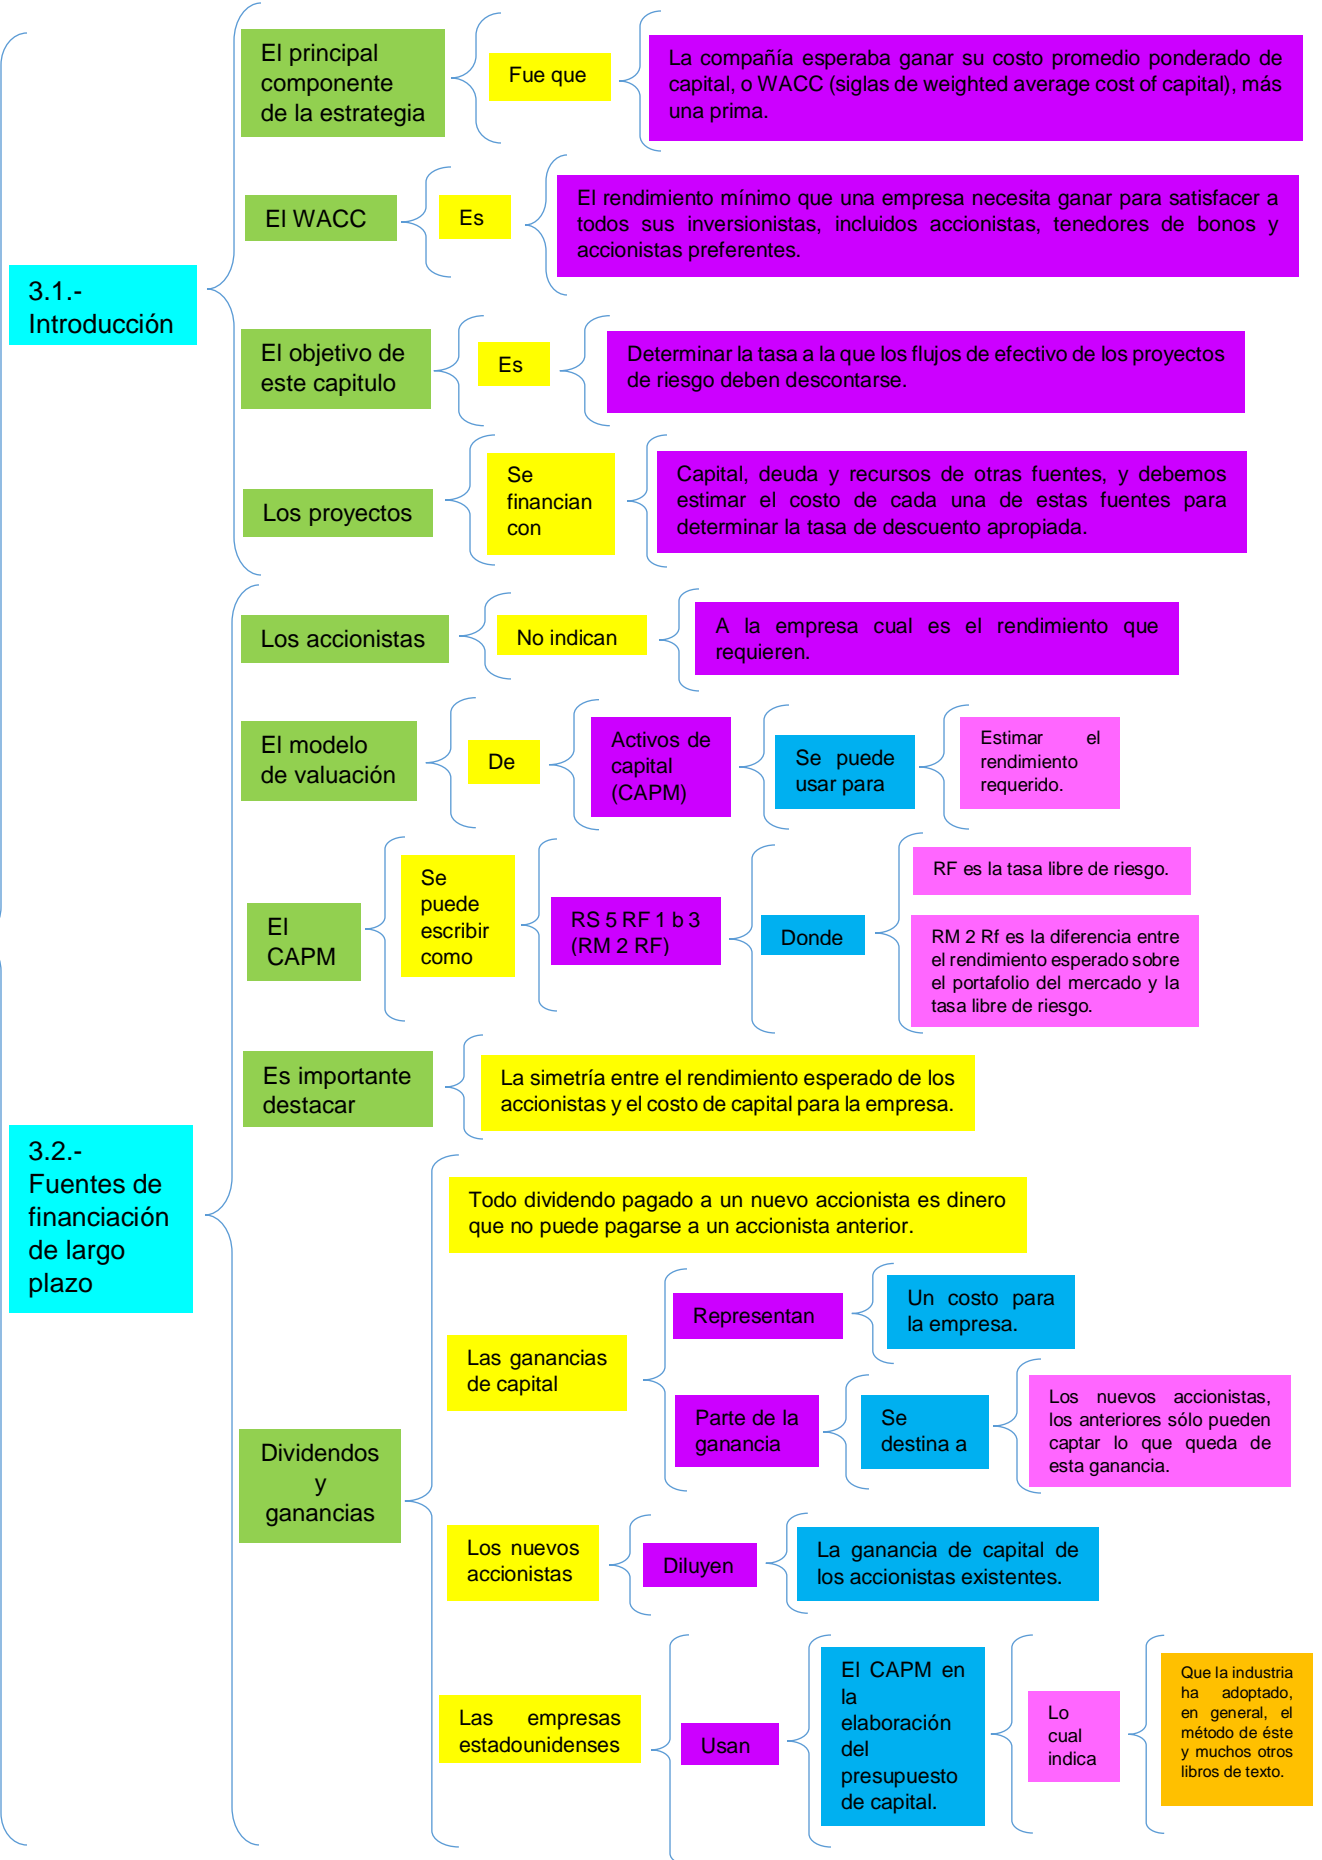 3.1.-
Introducción
El principal
componente
de la estrategia
Fue que
La compañía esperaba ganar su costo promedio ponderado de
capital, o WACC (siglas de weighted average cost of capital), más
una prima.
El WACC
Es
El rendimiento mínimo que una empresa necesita ganar para satisfacer a
todos sus inversionistas, incluidos accionistas, tenedores de bonos y
accionistas preferentes.
El objetivo de
este capitulo
Es
Determinar la tasa a la que los flujos de efectivo de los proyectos
de riesgo deben descontarse.
Los proyectos
Se
financian
con
Capital, deuda y recursos de otras fuentes, y debemos
estimar el costo de cada una de estas fuentes para
determinar la tasa de descuento apropiada.
3.2.-
Fuentes de
financiación
de largo
plazo
Los accionistas
No indican
A la empresa cual es el rendimiento que
requieren.
El modelo
de valuación
De
Activos de
capital
(CAPM)
Se puede
usar para
Estimar el
rendimiento
requerido.
El
CAPM
Se
puede
escribir
como
RS 5 RF 1 b 3
(RM 2 RF)
Donde
RF es la tasa libre de riesgo.
RM 2 Rf es la diferencia entre
el rendimiento esperado sobre
el portafolio del mercado y la
tasa libre de riesgo.
Es importante
destacar
La simetría entre el rendimiento esperado de los
accionistas y el costo de capital para la empresa.
Dividendos
y
ganancias
Todo dividendo pagado a un nuevo accionista es dinero
que no puede pagarse a un accionista anterior.
Las ganancias
de capital
Representan
Un costo para
la empresa.
Parte de la
ganancia
Se
destina a
Los nuevos accionistas,
los anteriores sólo pueden
captar lo que queda de
esta ganancia.
Los nuevos
accionistas
Diluyen
La ganancia de capital de
los accionistas existentes.
Las empresas
estadounidenses
Usan
El CAPM en
la
elaboración
del
presupuesto
de capital.
Lo
cual
indica
Que la industria
ha adoptado,
en general, el
método de éste
y muchos otros
libros de texto.